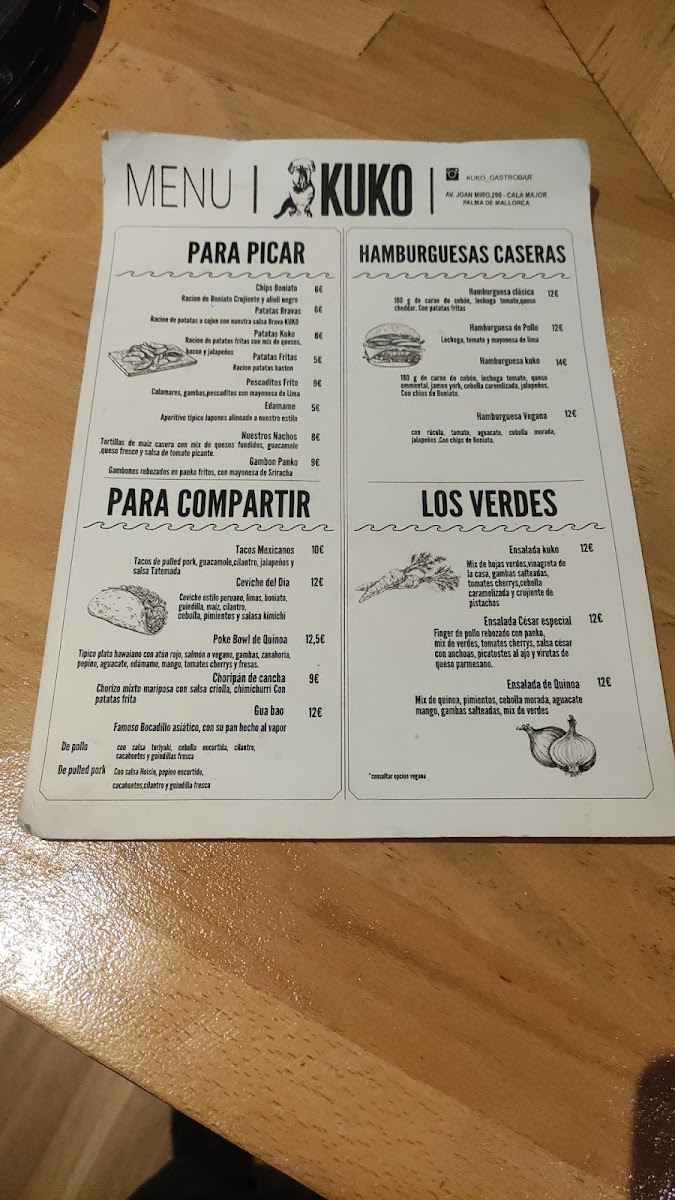 MENU | KUKO |
KUKO_GASTROBAR
AV. JOAN MIRO,290 - CALA MAJOR
PALMA DE MALLORCA
PARA PICAR
Chips Boniato 6€
Racion de Boniato Crujiente y alioli negro
Patatas Bravas 6€
Racion de patatas a cajon con nuestra salsa Brava KUKO
Patatas Kuko 8€
Racion de patatas fritas con mix de quesos,
bacon y jalapeños
Patatas Fritas 5€
Racion patatas baston
Pescaditos Frito 9€
Calamares, gambas,pescaditos con mayonesa de Lima
Edamame 5€
Aperitivo típico Japones alineado a nuestro estilo
Nuestros Nachos 8€
Tortillas de maíz casera con mix de quesos fundidos, guacamole
,queso fresco y salsa de tomate picante.
Gambon Panko 9€
Gambones rebozados en panko fritos, con mayonesa de Sriracha
PARA COMPARTIR
Tacos Mexicanos 10€
Tacos de pulled pork, guacamole,cilantro, jalapeños y
salsa Tatemada
Ceviche del Día 12€
Ceviche estilo peruano, limas, boniato,
guindilla, maíz, cilantro,
cebolla, pimientos y salasa kimichi
Poke Bowl de Quinoa 12,5€
Típico plato hawaiano con atún rojo, salmón o vegano, gambas, zanahoria,
pepino, aguacate, edámame, mango, tomates cherrys y fresas.
Choripán de cancha 9€
Chorizo mixto mariposa con salsa criolla, chimichurri Con
patatas frita
Gua bao 12€
Famoso Bocadillo asiático, con su pan hecho al vapor
De pollo con salsa teriyaki, cebolla encurtida, cilantro,
cacahuetes y guindillas fresca
De pulled pork Con salsa Hoisin, pepino encurtido,
cacahuetes,cilantro y guindilla fresca
HAMBURGUESAS CASERAS
Hamburguesa clásica 12€
180 g de carne de cebón, lechuga tomate,queso
cheddar. Con patatas fritas
Hamburguesa de Pollo 12€
Lechuga, tomate y mayonesa de lima
Hamburguesa kuko 14€
180 g de carne de cebón, lechuga tomate, queso
emmental, jamon york, cebolla caramlizada, jalapeños.
Con chips de Boniato.
Hamburguesa Vegana 12€
con rúcula, tomate, aguacate, cebolla morada,
jalapeños .Con chips de Boniato.
LOS VERDES
Ensalada kuko 12€
Mix de hojas verdes,vinagreta de
la casa, gambas salteadas,
tomates cherrys,cebolla
caramelizada y crojiente de
pistachos
Ensalada César especial 12€
Finger de pollo rebozado con panko,
mix de verdes, tomates cherrys, salsa césar
con anchoas, picatostes al ajo y virutas de
queso parmesano.
Ensalada de Quinoa 12€
Mix de quinoa, pimientos, cebolla morada, aguacate
mango, gambas salteadas, mix de verdes
*consultar opcion vegana